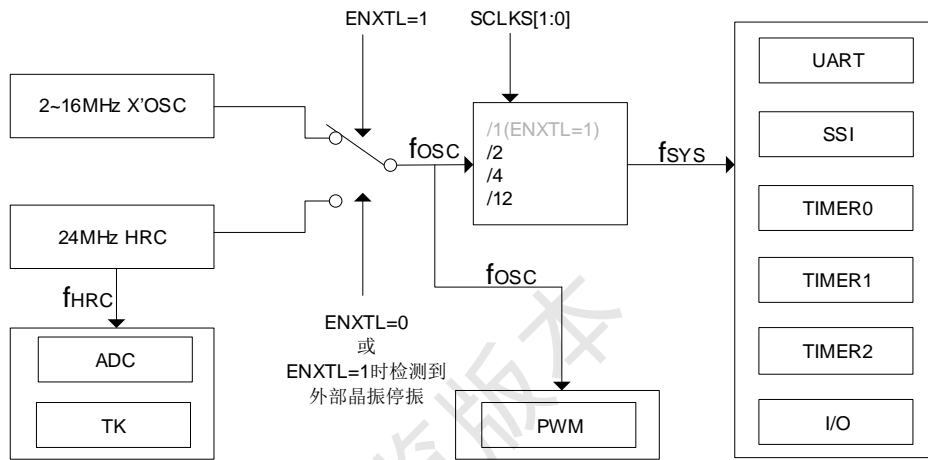 ENXTL=1
SCLKS[1:0]
2~16MHz X'OSC
24MHz HRC
fHRC
ADC
TK
ENXTL=0
或
ENXTL=1时检测到
外部晶振停振
fOSC
/1(ENXTL=1)
/2
/4
/12
fSYS
fOSC
PWM
UART
SSI
TIMER0
TIMER1
TIMER2
I/O
版本